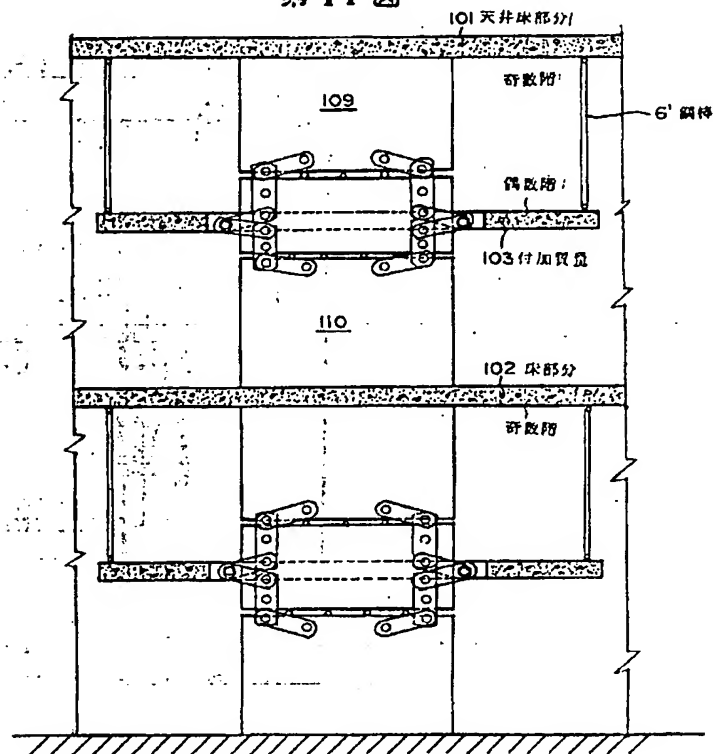 第11図
101 天井床部分
奇数階
109
6' 鋼棒
偶数階
103 付加質量
110
102 床部分
奇数階